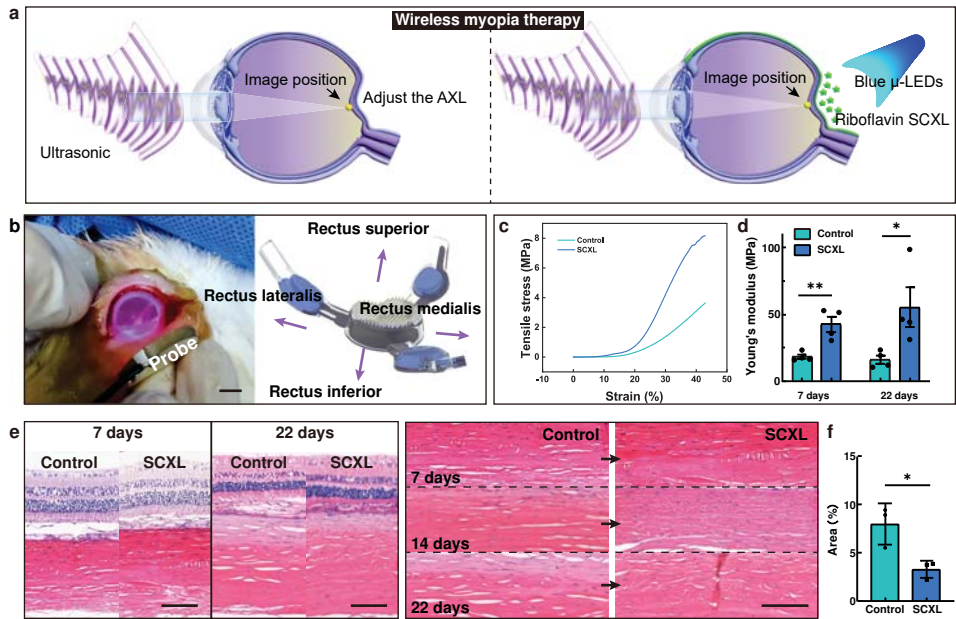 a
Wireless myopia therapy
Image position
Adjust the AXL
Ultrasonic
Image position
Blue µ-LEDs
Riboflavin SCXL
b
Rectus superior
Rectus lateralis
Rectus medialis
Probe
Rectus inferior
c
Control
SCXL
Tensile stress (MPa)
8
4
0
-10 0 10 20 30 40 50
Strain (%)
d
Control
SCXL
Young's modulus (MPa)
100
50
0
**
*
7 days
22 days
e
7 days
22 days
Control
SCXL
Control
SCXL
Control
SCXL
7 days
14 days
22 days
f
Area (%)
15
10
5
0
*
Control
SCXL